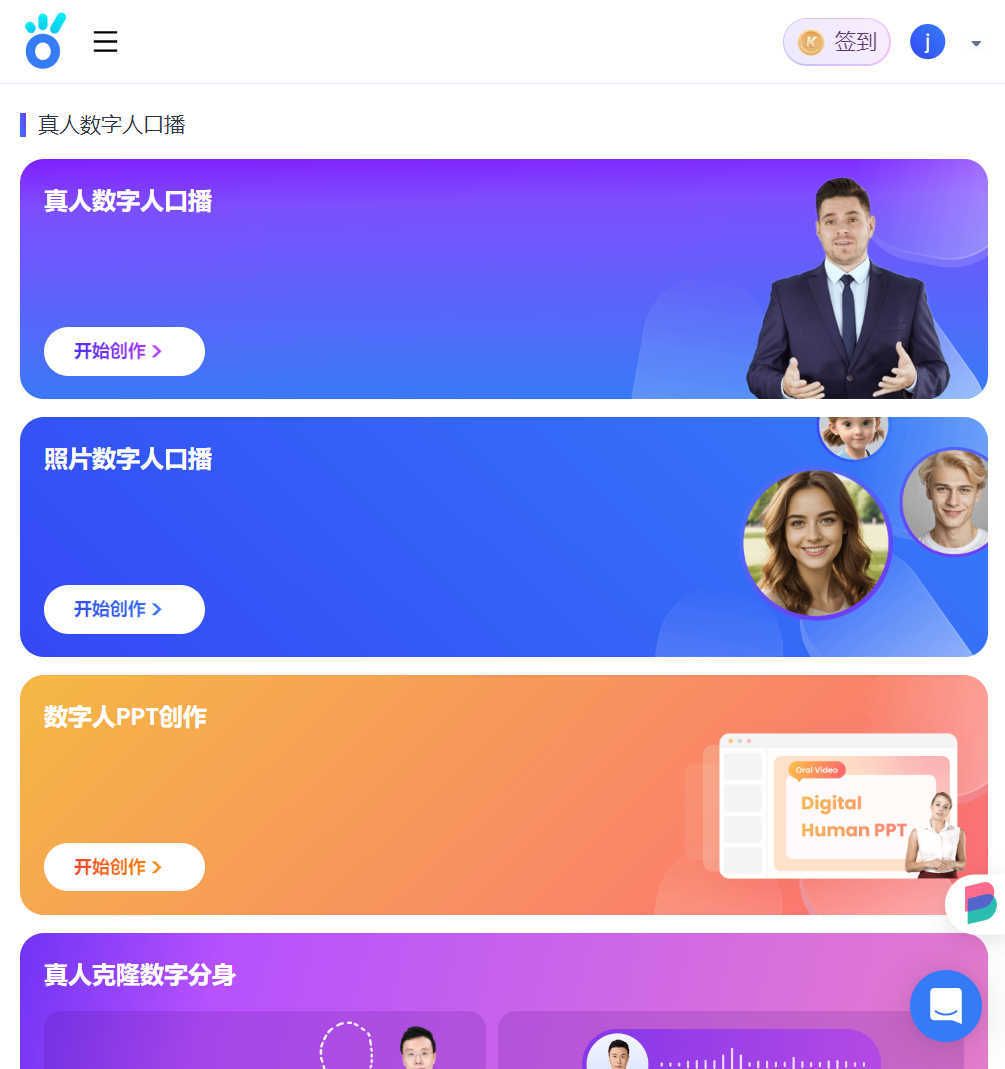 签到
j
真人数字人口播
真人数字人口播
开始创作
照片数字人口播
开始创作
数字人PPT创作
Oral Video
Digital
Human PPT
开始创作
真人克隆数字分身